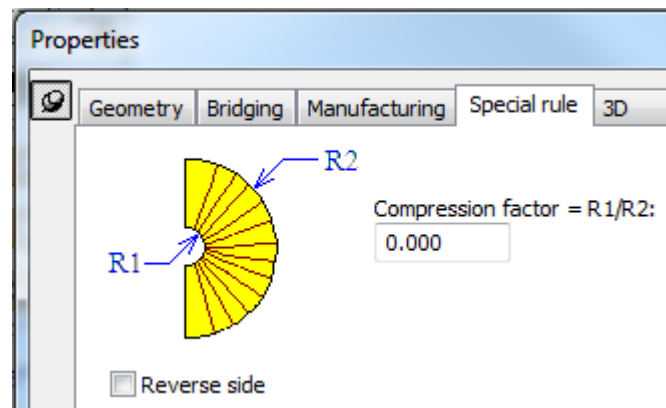 Properties
Geometry Bridging Manufacturing Special rule 3D
R2
Compression factor = R1/R2:
0.000
R1
Reverse side